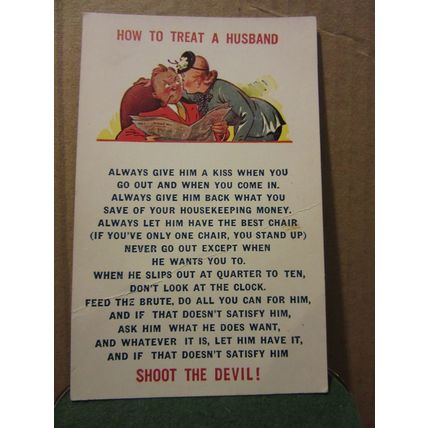 HOW TO TREAT A HUSBAND
ALWAYS GIVE HIM A KISS WHEN YOU
GO OUT AND WHEN YOU COME IN.
ALWAYS GIVE HIM BACK WHAT YOU
SAVE OF YOUR HOUSEKEEPING MONEY.
ALWAYS LET HIM HAVE THE BEST CHAIR
(IF YOU'VE ONLY ONE CHAIR, YOU STAND UP)
NEVER GO OUT EXCEPT WHEN
HE WANTS YOU TO.
WHEN HE SLIPS OUT AT QUARTER TO TEN,
DON'T LOOK AT THE CLOCK.
FEED THE BRUTE, DO ALL YOU CAN FOR HIM,
AND IF THAT DOESN'T SATISFY HIM,
ASK HIM WHAT HE DOES WANT,
AND WHATEVER IT IS, LET HIM HAVE IT,
AND IF THAT DOESN'T SATISFY HIM
SHOOT THE DEVIL!